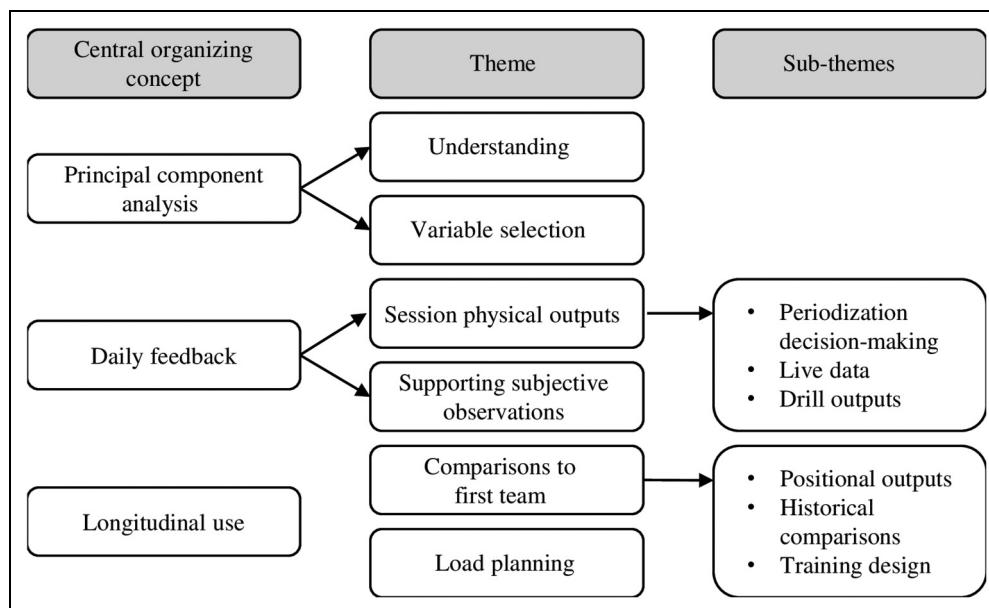 Central organizing
concept
Theme
Sub-themes
Principal component
analysis
Understanding
Variable selection
Daily feedback
Session physical outputs
Supporting subjective
observations
• Periodization
decision-making
• Live data
• Drill outputs
Longitudinal use
Comparisons to
first team
Load planning
• Positional outputs
• Historical
comparisons
• Training design